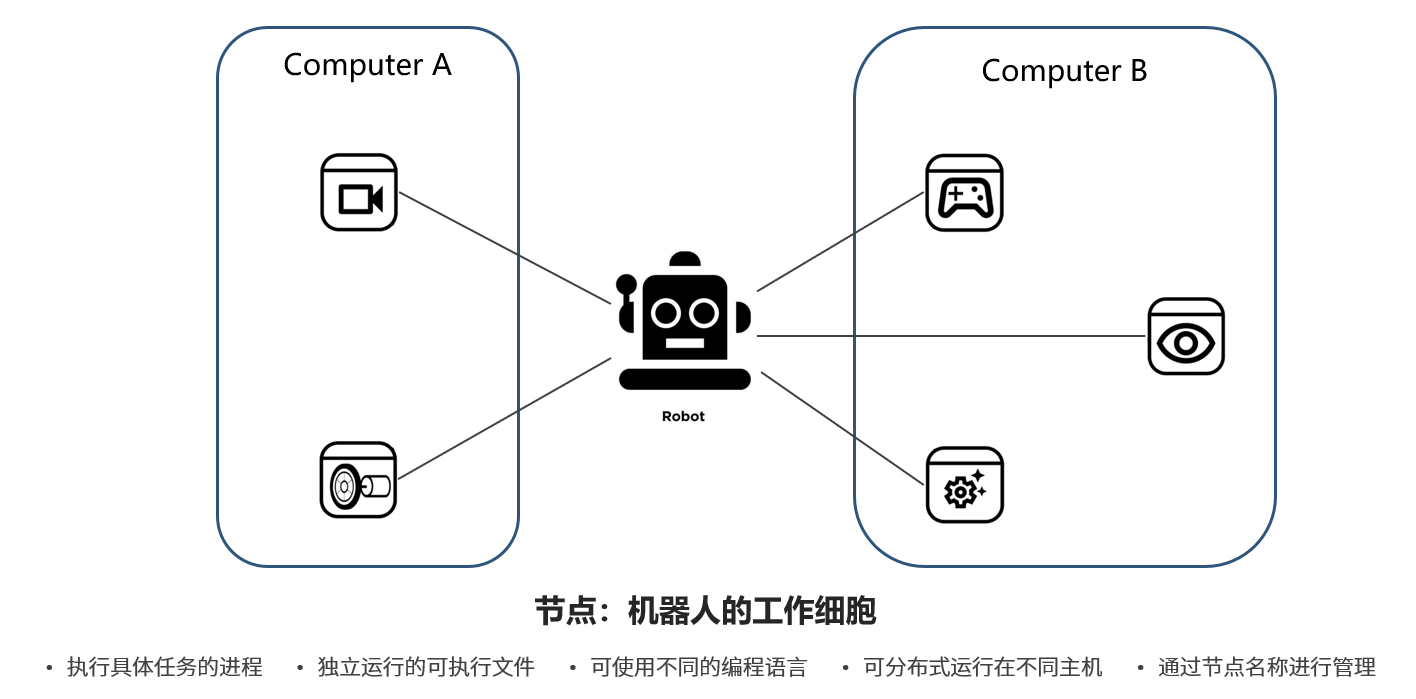 Computer A
Computer B
Robot
节点：机器人的工作细胞
• 执行具体任务的进程 • 独立运行的可执行文件 • 可使用不同的编程语言 • 可分布式运行在不同主机 • 通过节点名称进行管理